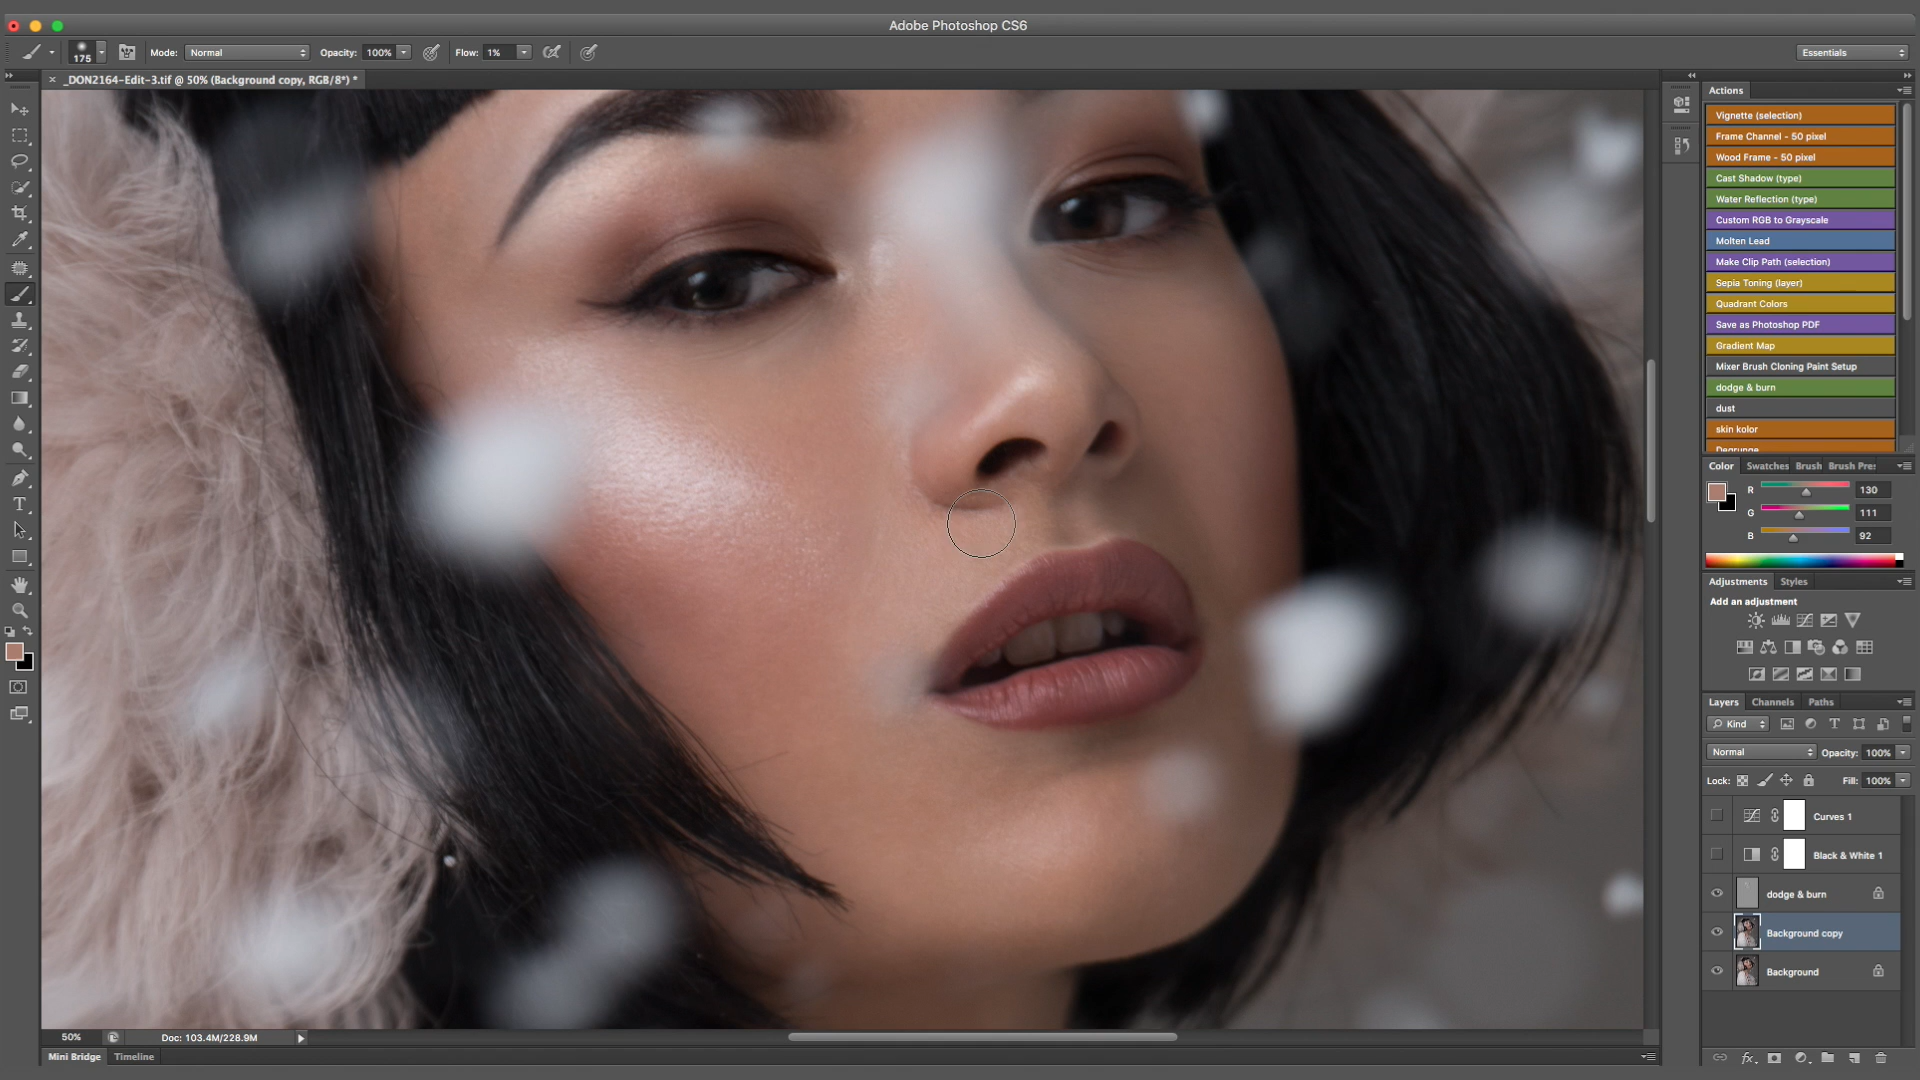 Adobe Photoshop CS6
175 Mode: Normal Opacity: 100% Flow: 1% Essentials
_DON2164-Edit-3.tif @ 50% (Background copy, RGB/8*) *
Actions
Vignette (selection)
Frame Channel - 50 pixel
Wood Frame - 50 pixel
Cast Shadow (type)
Water Reflection (type)
Custom RGB to Grayscale
Molten Lead
Make Clip Path (selection)
Sepia Toning (layer)
Quadrant Colors
Save as Photoshop PDF
Gradient Map
Mixer Brush Cloning Paint Setup
dodge & burn
dust
skin kolor
Degrunge
Color Swatches Brush Brush Pre:
R 130
G 111
B 92
Adjustments Styles
Add an adjustment
Layers Channels Paths
Kind
Normal Opacity: 100%
Lock: Fill: 100%
Curves 1
Black & White 1
dodge & burn
Background copy
Background
50% Doc: 103.4M/228.9M
Mini Bridge Timeline